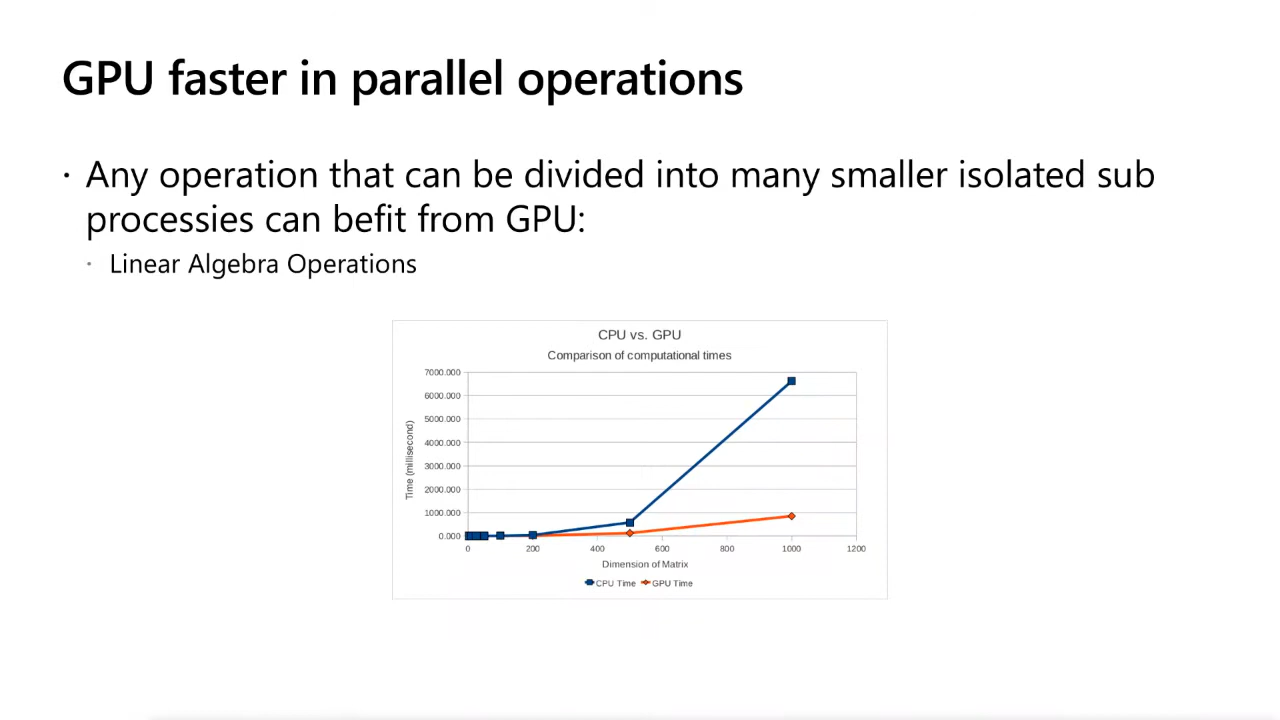 GPU faster in parallel operations
· Any operation that can be divided into many smaller isolated sub
processies can befit from GPU:
· Linear Algebra Operations
CPU vs. GPU
Comparison of computational times
7000.000
6000.000
5000.000
4000.000
3000.000
2000.000
1000.000
0.000
Time (millisecond)
0 200 400 600 800 1000 1200
Dimension of Matrix
CPU Time GPU Time